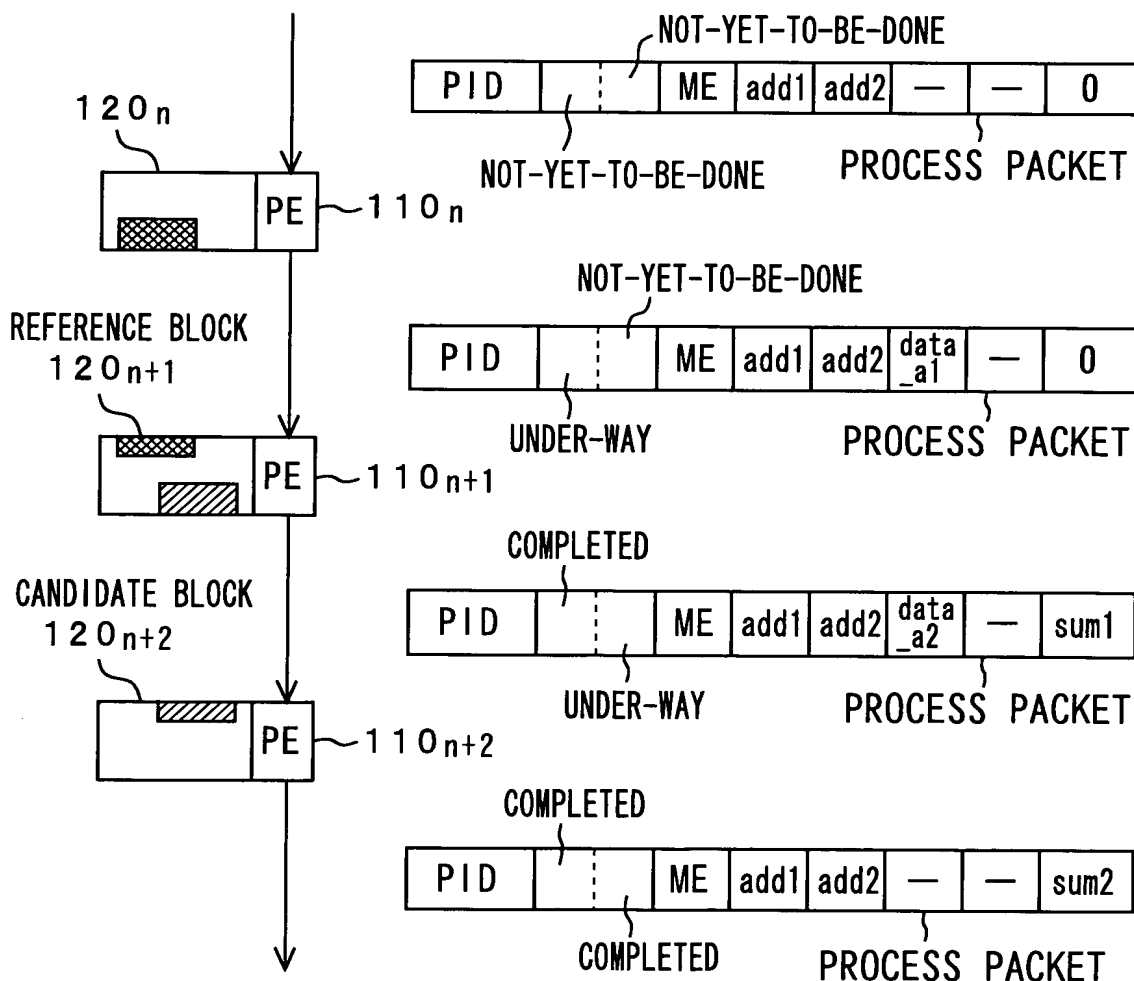 NOT-YET-TO-BE-DONE
PID ME add1 add2 — — 0
120n
NOT-YET-TO-BE-DONE
PROCESS PACKET
PE
110n
NOT-YET-TO-BE-DONE
REFERENCE BLOCK
120n+1
PID ME add1 add2 data_a1 — 0
UNDER-WAY
PROCESS PACKET
PE
110n+1
COMPLETED
CANDIDATE BLOCK
120n+2
PID ME add1 add2 data_a2 — sum1
UNDER-WAY
PROCESS PACKET
PE
110n+2
COMPLETED
PID ME add1 add2 — — sum2
COMPLETED
PROCESS PACKET